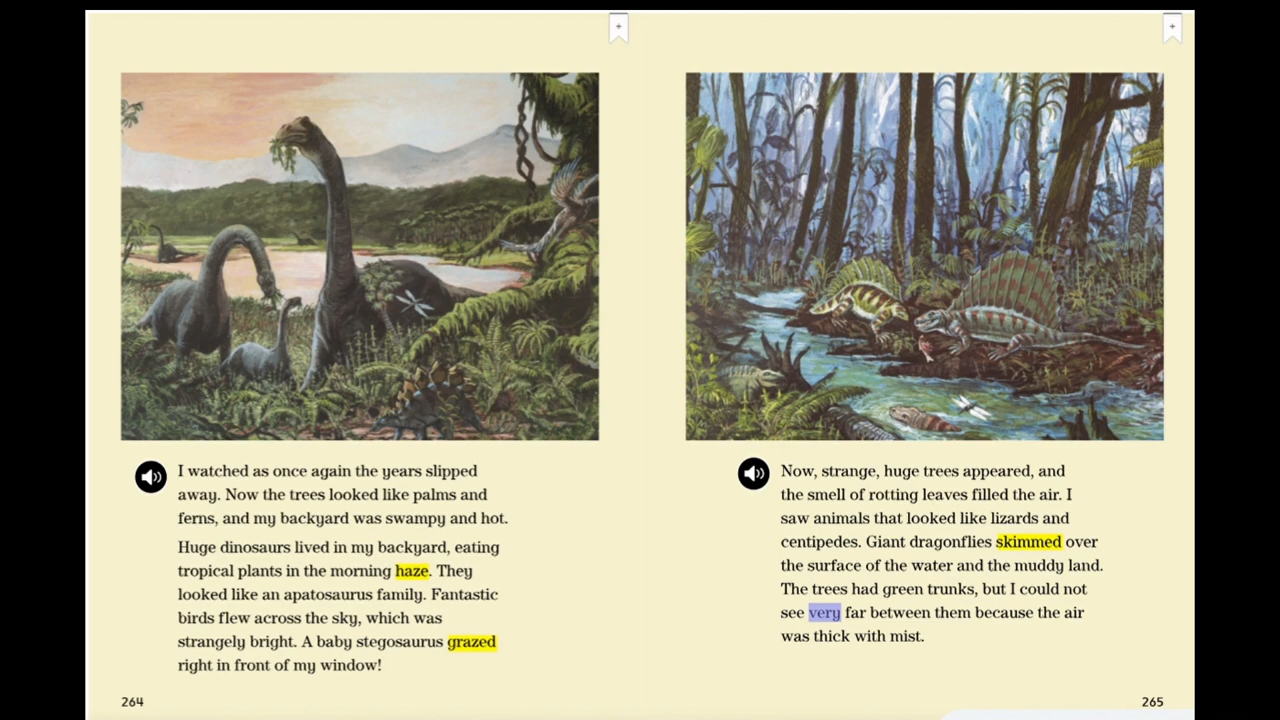 I watched as once again the years slipped
away. Now the trees looked like palms and
ferns, and my backyard was swampy and hot.
Huge dinosaurs lived in my backyard, eating
tropical plants in the morning haze. They
looked like an apatosaurus family. Fantastic
birds flew across the sky, which was
strangely bright. A baby stegosaurus grazed
right in front of my window!
264
Now, strange, huge trees appeared, and
the smell of rotting leaves filled the air. I
saw animals that looked like lizards and
centipedes. Giant dragonflies skimmed over
the surface of the water and the muddy land.
The trees had green trunks, but I could not
see very far between them because the air
was thick with mist.
265